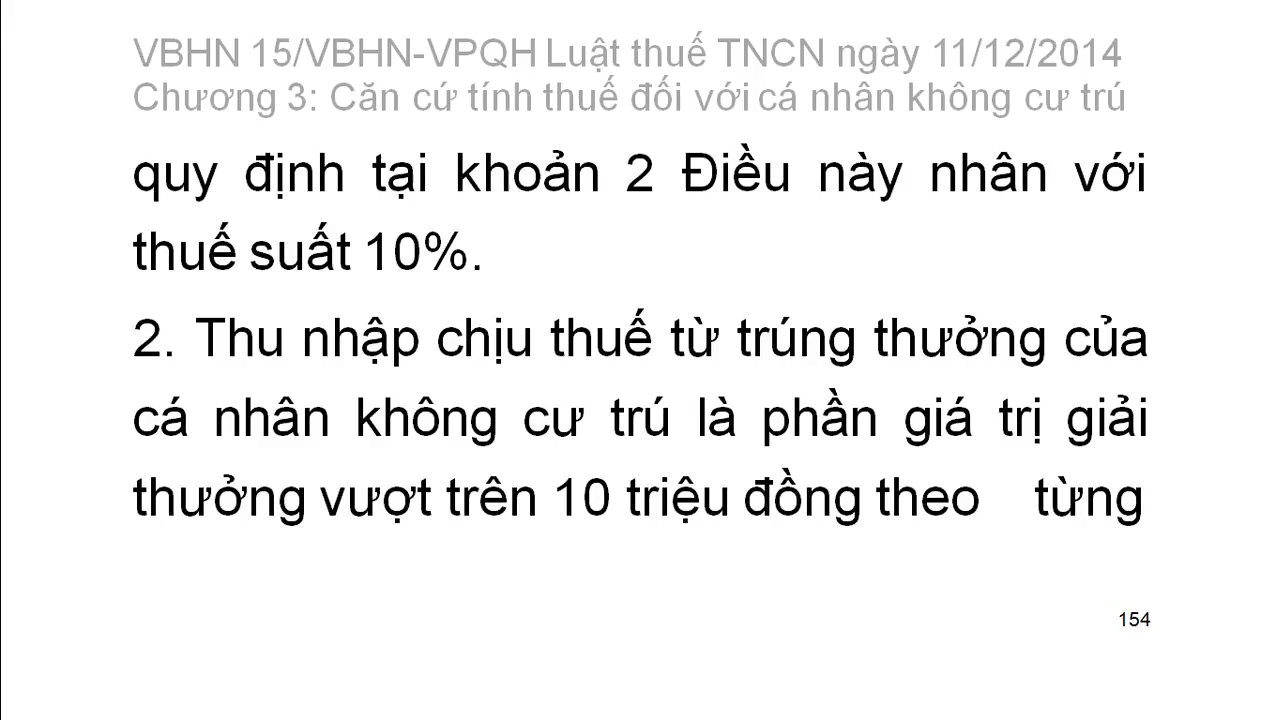 VBHN 15/VBHN-VPQH Luật thuế TNCN ngày 11/12/2014
Chương 3: Căn cứ tính thuế đối với cá nhân không cư trú
quy định tại khoản 2 Điều này nhân với
thuế suất 10%.
2. Thu nhập chịu thuế từ trúng thưởng của
cá nhân không cư trú là phần giá trị giải
thưởng vượt trên 10 triệu đồng theo từng
154